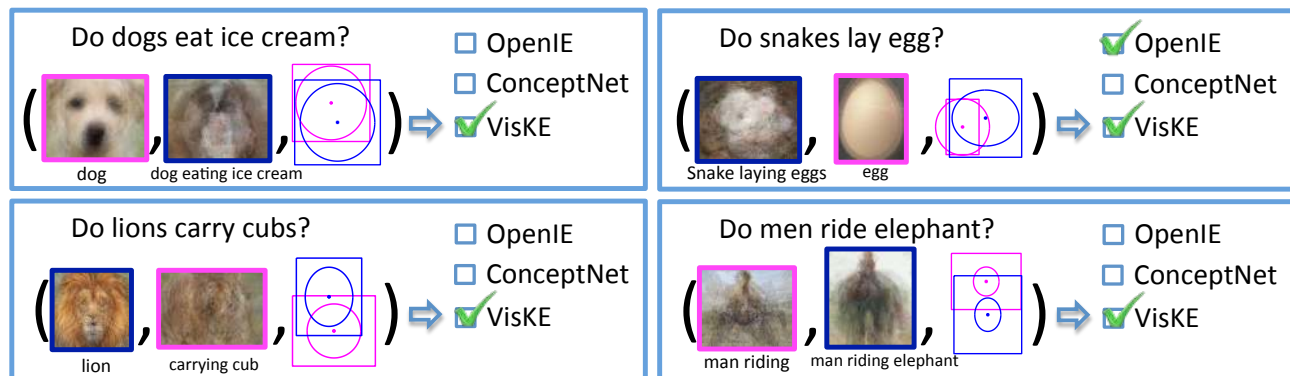 Do dogs eat ice cream?
OpenIE
ConceptNet
VisKE
( , , )
dog
dog eating ice cream
Do snakes lay egg?
OpenIE
ConceptNet
VisKE
( , , )
Snake laying eggs
egg
Do lions carry cubs?
OpenIE
ConceptNet
VisKE
( , , )
lion
carrying cub
Do men ride elephant?
OpenIE
ConceptNet
VisKE
( , , )
man riding
man riding elephant